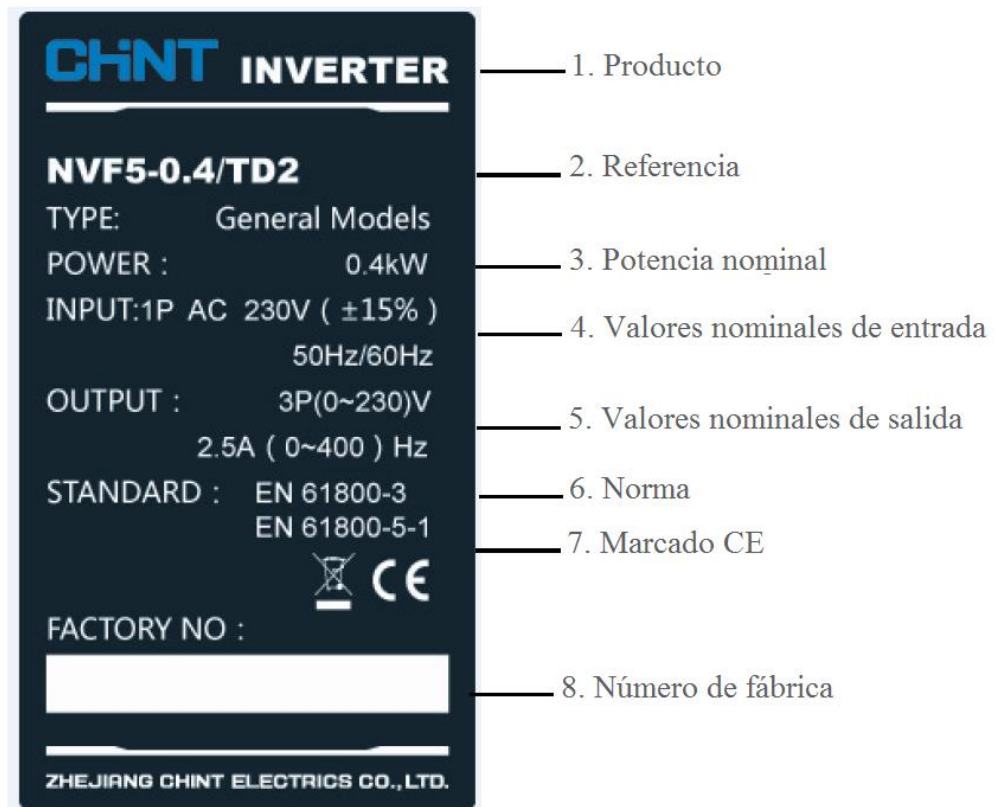 CHiNT INVERTER
1. Producto
NVF5-0.4/TD2
2. Referencia
TYPE: General Models
POWER : 0.4kW
3. Potencia nominal
INPUT:1P AC 230V ( ±15% )
50Hz/60Hz
4. Valores nominales de entrada
OUTPUT : 3P(0~230)V
2.5A ( 0~400 ) Hz
5. Valores nominales de salida
STANDARD : EN 61800-3
EN 61800-5-1
6. Norma
CE
7. Marcado CE
FACTORY NO :
8. Número de fábrica
ZHEJIANG CHINT ELECTRICS CO., LTD.